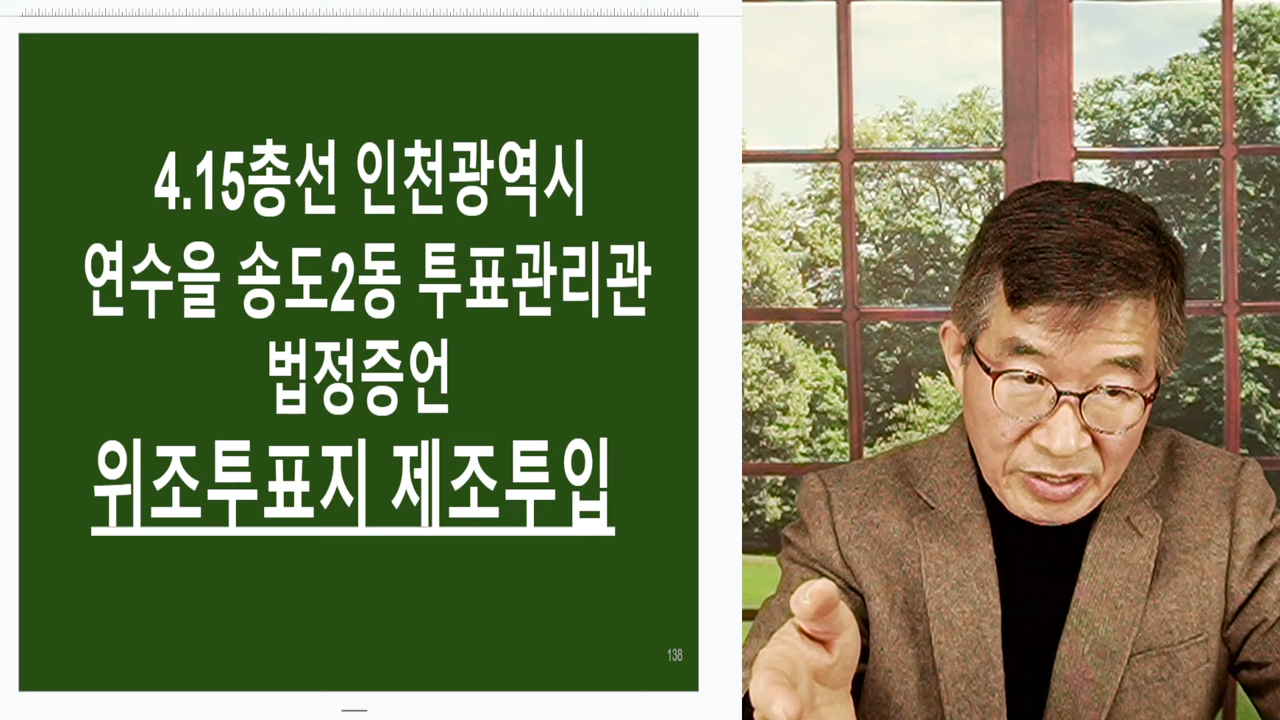 4.15총선 인천광역시
연수을 송도2동 투표관리관
법정증언
위조투표지 제조투입
138